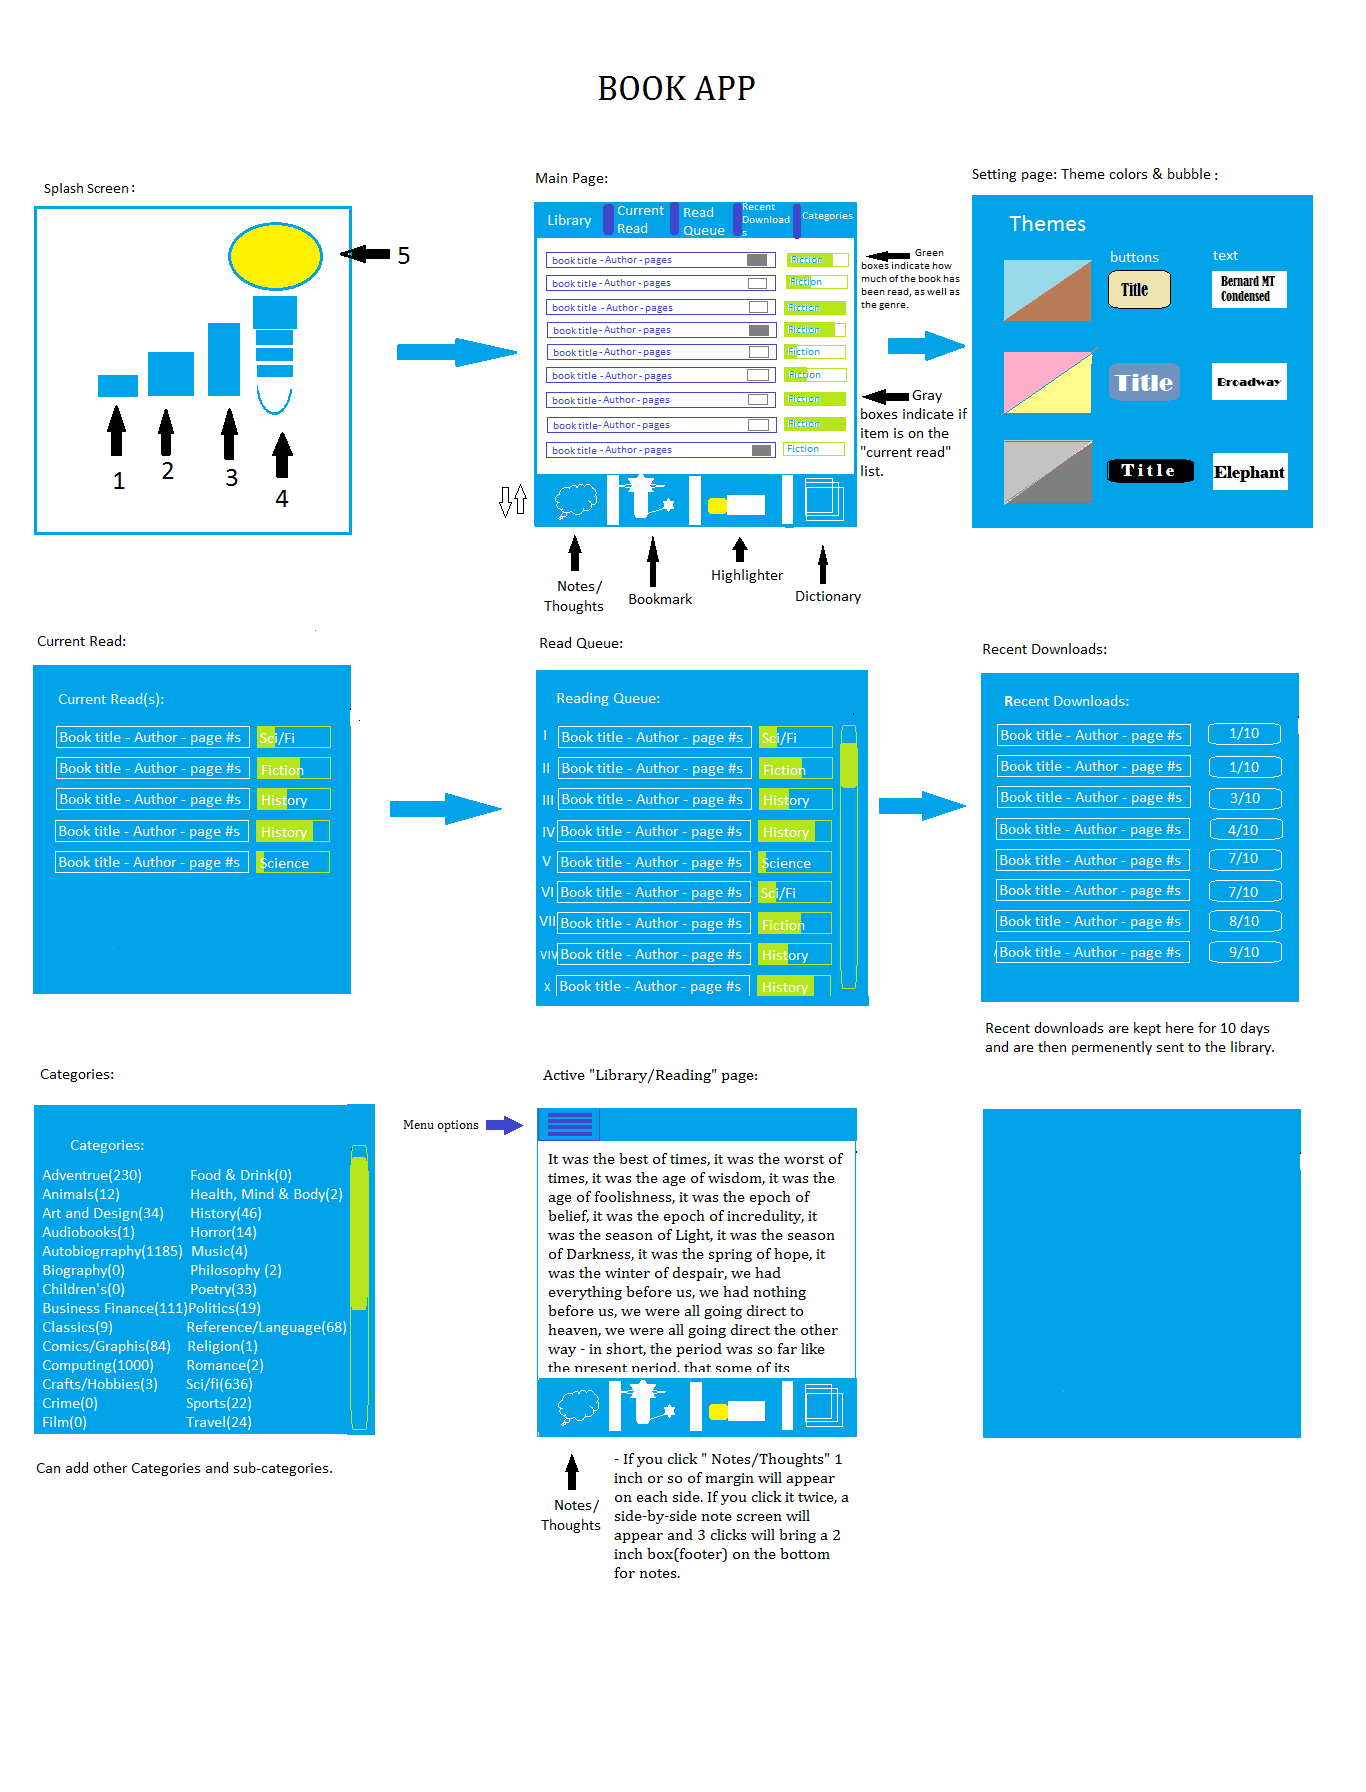 BOOK APP
Splash Screen:
5
1
2
3
4
Main Page:
Library
Current
Read
Read
Queue
Recent
Download
s
Categories
book title - Author - pages
Fiction
book title - Author - pages
Fiction
book title - Author - pages
Fiction
book title - Author - pages
Fiction
book title - Author - pages
Fiction
book title - Author - pages
Fiction
book title - Author - pages
Fiction
book title - Author - pages
Fiction
book title - Author - pages
Fiction
Green
boxes indicate how
much of the book has
been read, as well as
the genre.
Gray
boxes indicate if
item is on the
"current read"
list.
Notes/
Thoughts
Bookmark
Highlighter
Dictionary
Setting page: Theme colors & bubble :
Themes
buttons
text
Title
Bernard MT
Condensed
Title
Broadway
Title
Elephant
Current Read:
Current Read(s):
Book title - Author - page #s
Sci/Fi
Book title - Author - page #s
Fiction
Book title - Author - page #s
History
Book title - Author - page #s
History
Book title - Author - page #s
Science
Read Queue:
Reading Queue:
I Book title - Author - page #s Sci/Fi
II Book title - Author - page #s Fiction
III Book title - Author - page #s History
IV Book title - Author - page #s History
V Book title - Author - page #s Science
VI Book title - Author - page #s Sci/Fi
VII Book title - Author - page #s Fiction
VIV Book title - Author - page #s History
X Book title - Author - page #s History
Recent Downloads:
Recent Downloads:
Book title - Author - page #s 1/10
Book title - Author - page #s 1/10
Book title - Author - page #s 3/10
Book title - Author - page #s 4/10
Book title - Author - page #s 7/10
Book title - Author - page #s 7/10
Book title - Author - page #s 8/10
Book title - Author - page #s 9/10
Recent downloads are kept here for 10 days
and are then permenently sent to the library.
Categories:
Categories:
Adventrue(230)
Animals(12)
Art and Design(34)
Audiobooks(1)
Autobiogrraphy(1185)
Biography(0)
Children's(0)
Business Finance(111)
Classics(9)
Comics/Graphis(84)
Computing(1000)
Crafts/Hobbies(3)
Crime(0)
Film(0)
Food & Drink(0)
Health, Mind & Body(2)
History(46)
Horror(14)
Music(4)
Philosophy (2)
Poetry(33)
Politics(19)
Reference/Language(68)
Religion(1)
Romance(2)
Sci/fi(636)
Sports(22)
Travel(24)
Can add other Categories and sub-categories.
Active "Library/Reading" page:
Menu options
It was the best of times, it was the worst of
times, it was the age of wisdom, it was the
age of foolishness, it was the epoch of
belief, it was the epoch of incredulity, it
was the season of Light, it was the season
of Darkness, it was the spring of hope, it
was the winter of despair, we had
everything before us, we had nothing
before us, we were all going direct to
heaven, we were all going direct the other
way - in short, the period was so far like
the present period, that some of its
Notes/
Thoughts
- If you click " Notes/Thoughts" 1
inch or so of margin will appear
on each side. If you click it twice, a
side-by-side note screen will
appear and 3 clicks will bring a 2
inch box(footer) on the bottom
for notes.